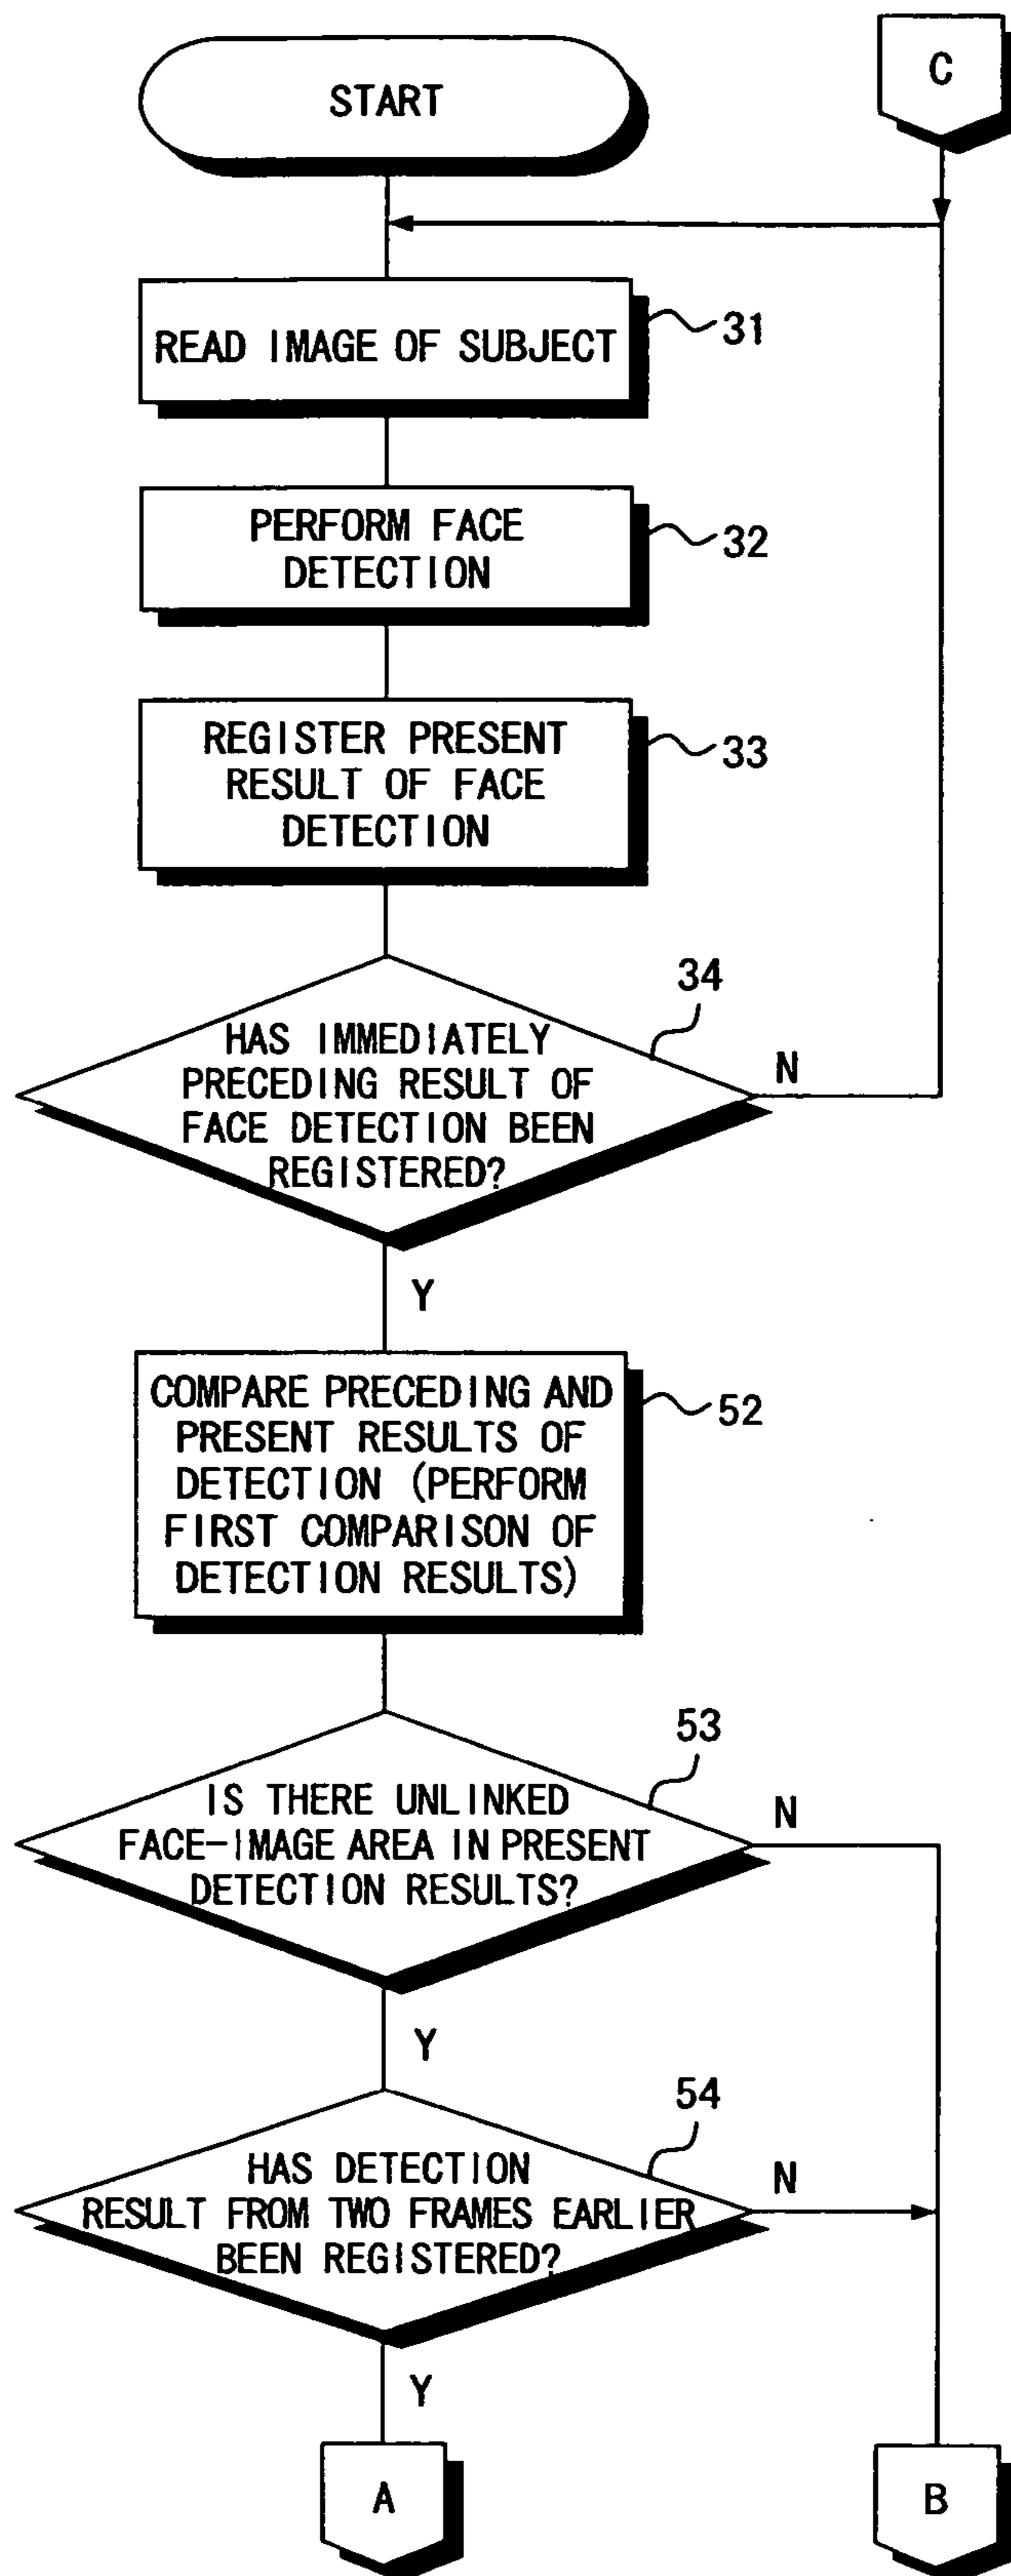 START
C
READ IMAGE OF SUBJECT
31
PERFORM FACE
DETECTION
32
REGISTER PRESENT
RESULT OF FACE
DETECTION
33
34
HAS IMMEDIATELY
PRECEDING RESULT OF
FACE DETECTION BEEN
REGISTERED?
N
Y
COMPARE PRECEDING AND
PRESENT RESULTS OF
DETECTION (PERFORM
FIRST COMPARISON OF
DETECTION RESULTS)
52
53
IS THERE UNLINKED
FACE-IMAGE AREA IN PRESENT
DETECTION RESULTS?
N
Y
54
HAS DETECTION
RESULT FROM TWO FRAMES EARLIER
BEEN REGISTERED?
N
Y
A
B